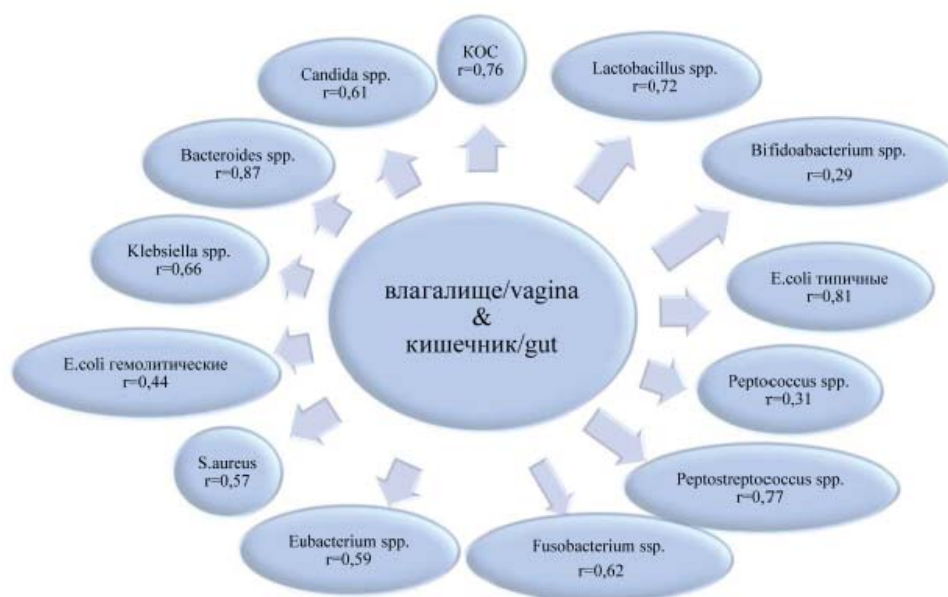 КОС
r=0,76
Lactobacillus spp.
r=0,72
Bifidoabacterium spp.
r=0,29
E.coli типичные
r=0,81
Peptococcus spp.
r=0,31
Peptostreptococcus spp.
r=0,77
Fusobacterium ssp.
r=0,62
Eubacterium spp.
r=0,59
S.aureus
r=0,57
E.coli гемолитические
r=0,44
Klebsiella spp.
r=0,66
Bacteroides spp.
r=0,87
Candida spp.
r=0,61
влагалище/vagina
&
кишечник/gut